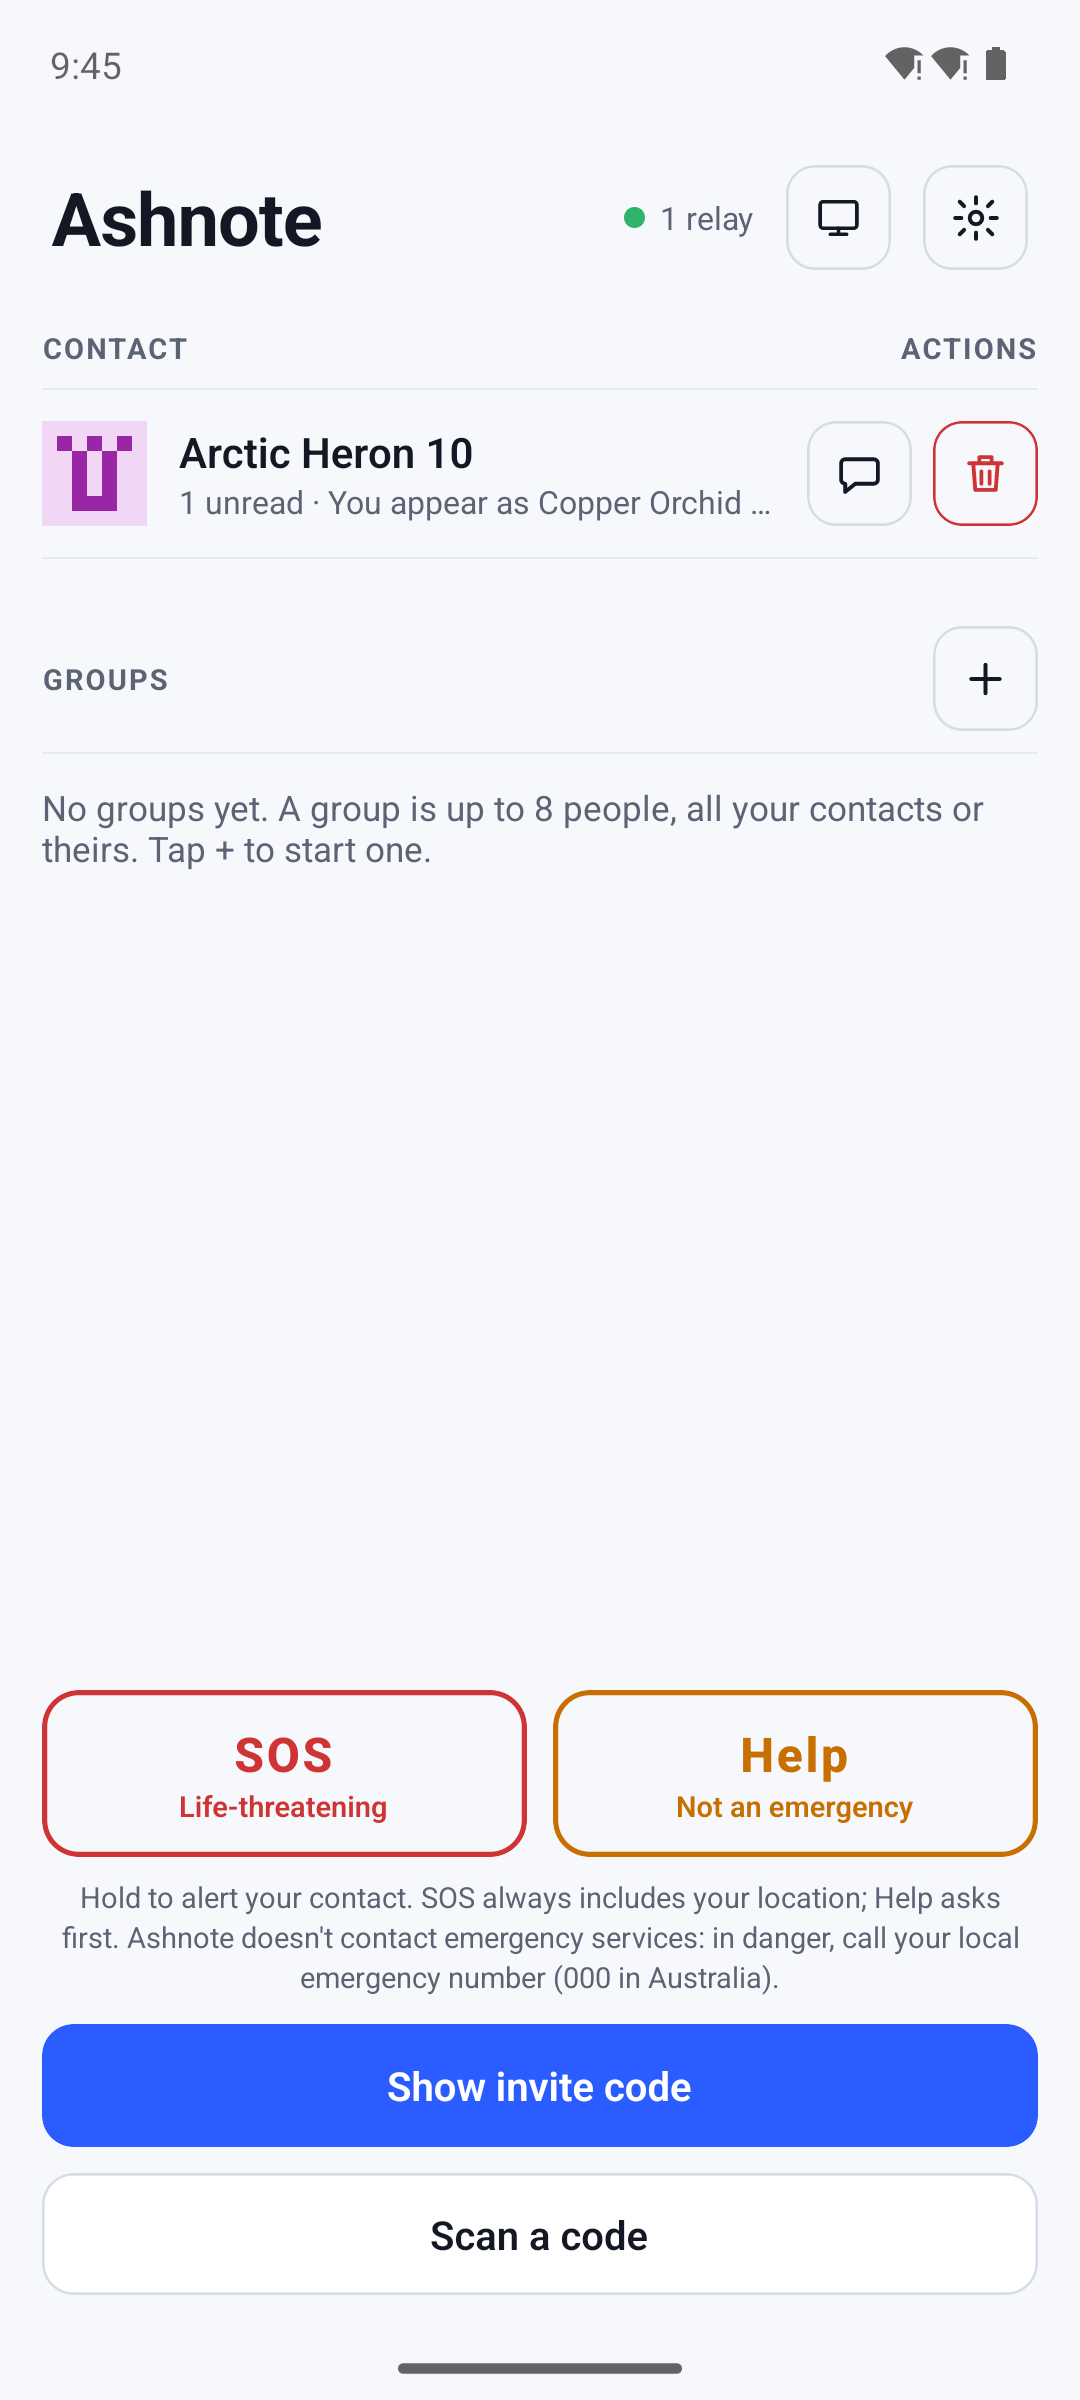 9:45
Ashnote
1 relay
CONTACT
ACTIONS
Arctic Heron 10
1 unread · You appear as Copper Orchid ...
GROUPS
No groups yet. A group is up to 8 people, all your contacts or
theirs. Tap + to start one.
SOS
Life-threatening
Help
Not an emergency
Hold to alert your contact. SOS always includes your location; Help asks
first. Ashnote doesn't contact emergency services: in danger, call your local
emergency number (000 in Australia).
Show invite code
Scan a code